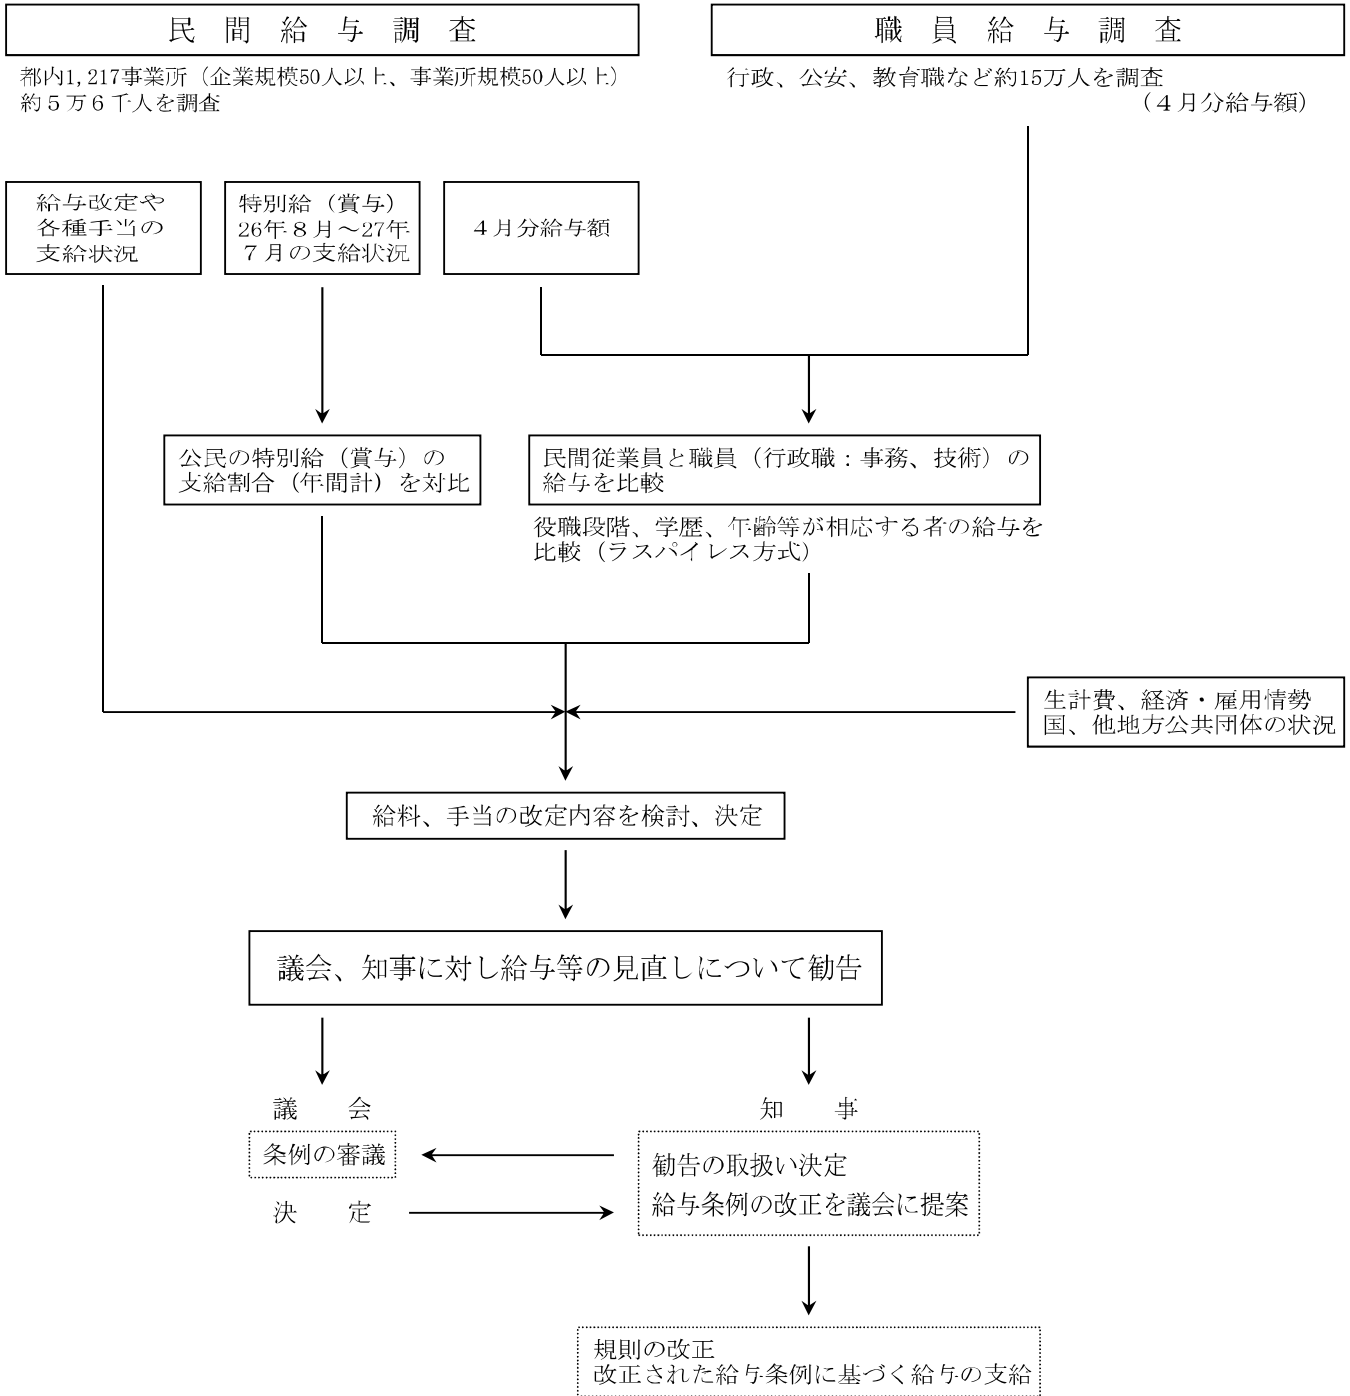 民間給与調査
職員給与調査
都内1,217事業所（企業規模50人以上、事業所規模50人以上）
約５万６千人を調査
行政、公安、教育職など約15万人を調査
（４月分給与額）
給与改定や
各種手当の
支給状況
特別給（賞与）
26年８月～27年
７月の支給状況
４月分給与額
公民の特別給（賞与）の
支給割合（年間計）を対比
民間従業員と職員（行政職：事務、技術）の
給与を比較
役職段階、学歴、年齢等が相応する者の給与を
比較（ラスパイレス方式）
生計費、経済・雇用情勢
国、他地方公共団体の状況
給料、手当の改定内容を検討、決定
議会、知事に対し給与等の見直しについて勧告
議会
知事
条例の審議
勧告の取扱い決定
給与条例の改正を議会に提案
決定
規則の改正
改正された給与条例に基づく給与の支給